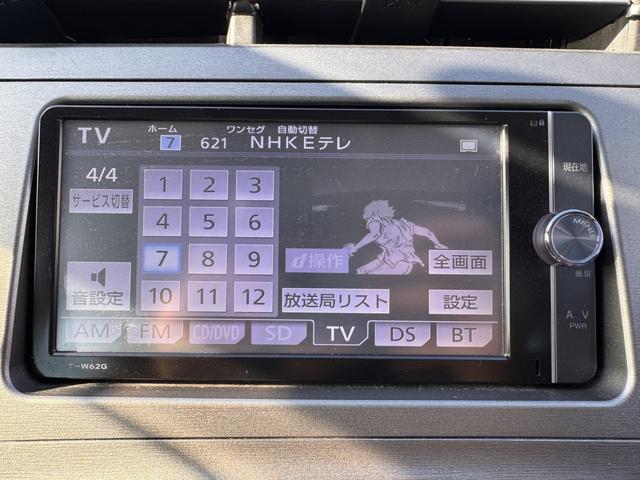 TV ホーム 7 ワンセグ 自動切替
621 NHKEテレ
4/4
サービス切替
1 2 3
4 5 6
7 8 9
10 11 12
音設定
d操作 全画面
放送局リスト 設定
AM FM CD/DVD SD TV DS BT
現在地
MENU
画質
AV
PWR